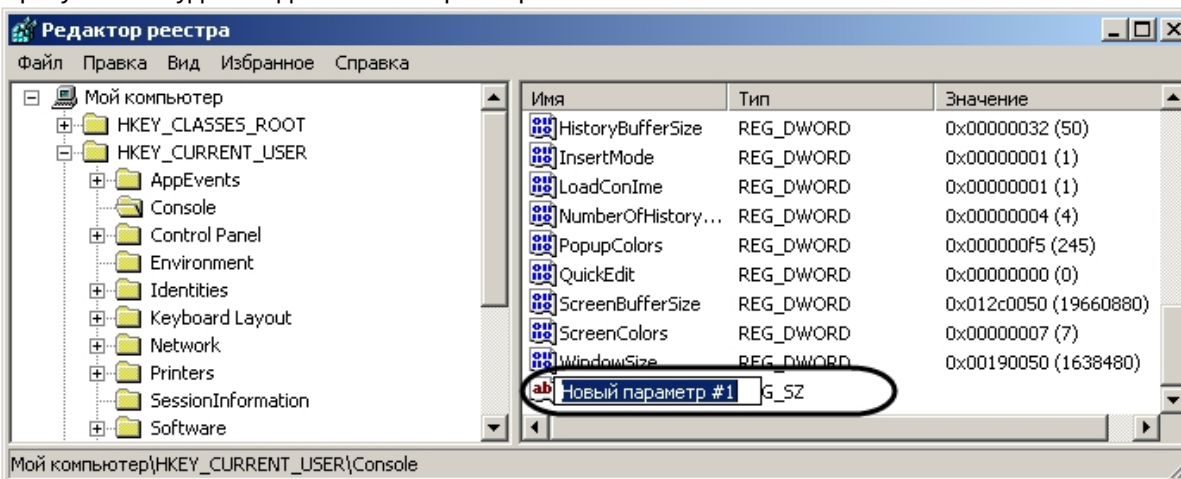 Редактор реестра
Файл Правка Вид Избранное Справка
Мой компьютер
HKEY_CLASSES_ROOT
HKEY_CURRENT_USER
AppEvents
Console
Control Panel
Environment
Identities
Keyboard Layout
Network
Printers
SessionInformation
Software
Имя Тип Значение
HistoryBufferSize REG_DWORD 0x00000032 (50)
InsertMode REG_DWORD 0x00000001 (1)
LoadConIme REG_DWORD 0x00000001 (1)
NumberOfHistory... REG_DWORD 0x00000004 (4)
PopupColors REG_DWORD 0x000000f5 (245)
QuickEdit REG_DWORD 0x00000000 (0)
ScreenBufferSize REG_DWORD 0x012c0050 (19660880)
ScreenColors REG_DWORD 0x00000007 (7)
WindowSize REG_DWORD 0x00190050 (1638480)
Новый параметр #1 G_SZ
Мой компьютер\HKEY_CURRENT_USER\Console